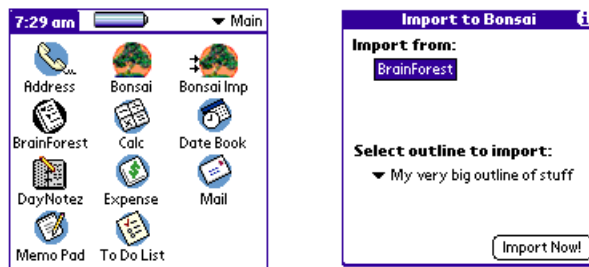 7:29 am
Main
Address
Bonsai
Bonsai Imp
BrainForest
Calc
Date Book
DayNotez
Expense
Mail
Memo Pad
To Do List
Import to Bonsai
i
Import from:
BrainForest
Select outline to import:
My very big outline of stuff
Import Now!